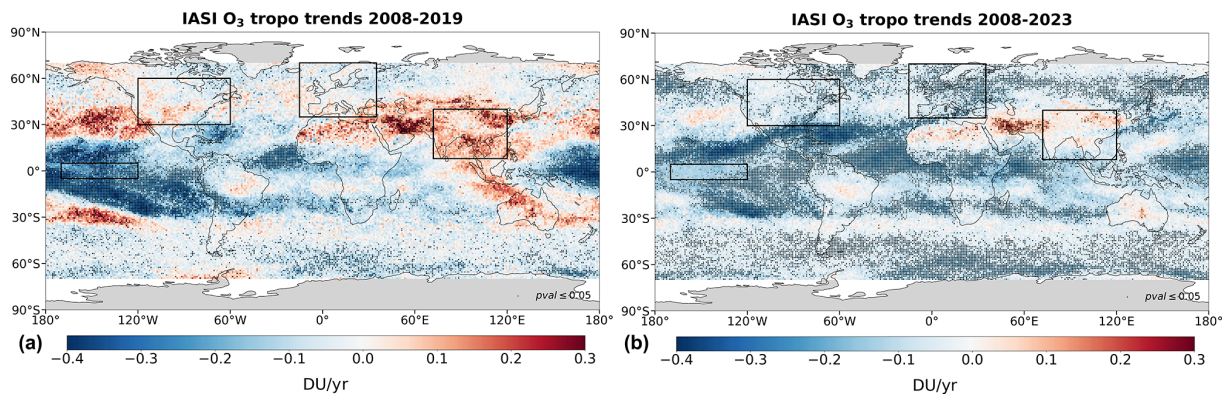 IASI O₃ tropo trends 2008-2019
90°N
60°N
30°N
0°
30°S
60°S
90°S
180°
120°W
60°W
0°
60°E
120°E
180°
pval ≤ 0.05
(a)
−0.4
−0.3
−0.2
−0.1
0.0
0.1
0.2
0.3
DU/yr
IASI O₃ tropo trends 2008-2023
90°N
60°N
30°N
0°
30°S
60°S
90°S
180°
120°W
60°W
0°
60°E
120°E
180°
pval ≤ 0.05
(b)
−0.4
−0.3
−0.2
−0.1
0.0
0.1
0.2
0.3
DU/yr